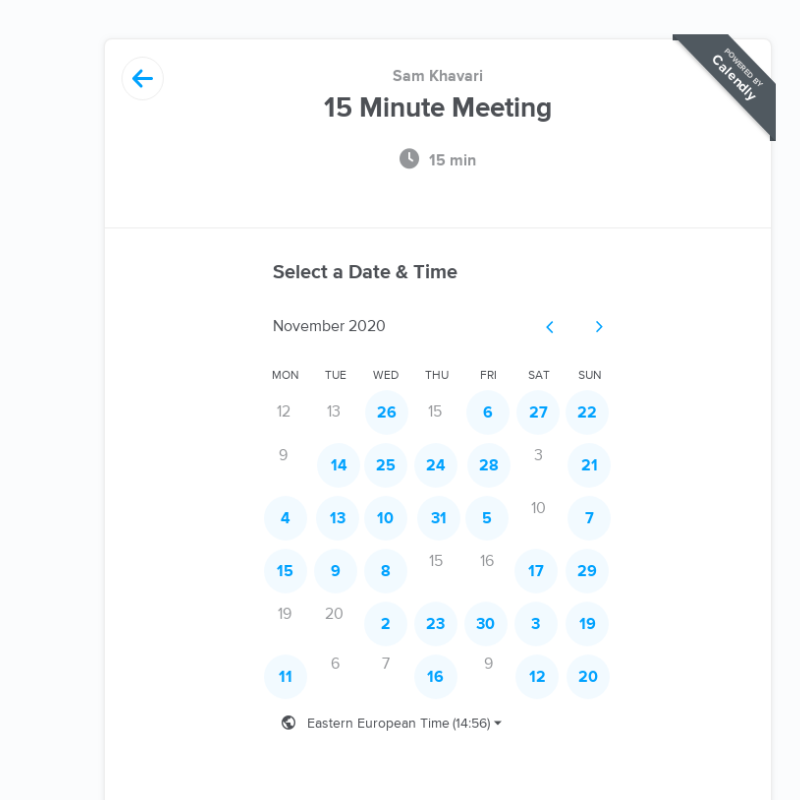 Sam Khavari
POWERED BY
Calendly
15 Minute Meeting
15 min
Select a Date & Time
November 2020
MON TUE WED THU FRI SAT SUN
12 13 26 15 6 27 22
9 14 25 24 28 3 21
4 13 10 31 5 10 7
15 9 8 15 16 17 29
19 20 2 23 30 3 19
11 6 7 16 9 12 20
Eastern European Time (14:56)